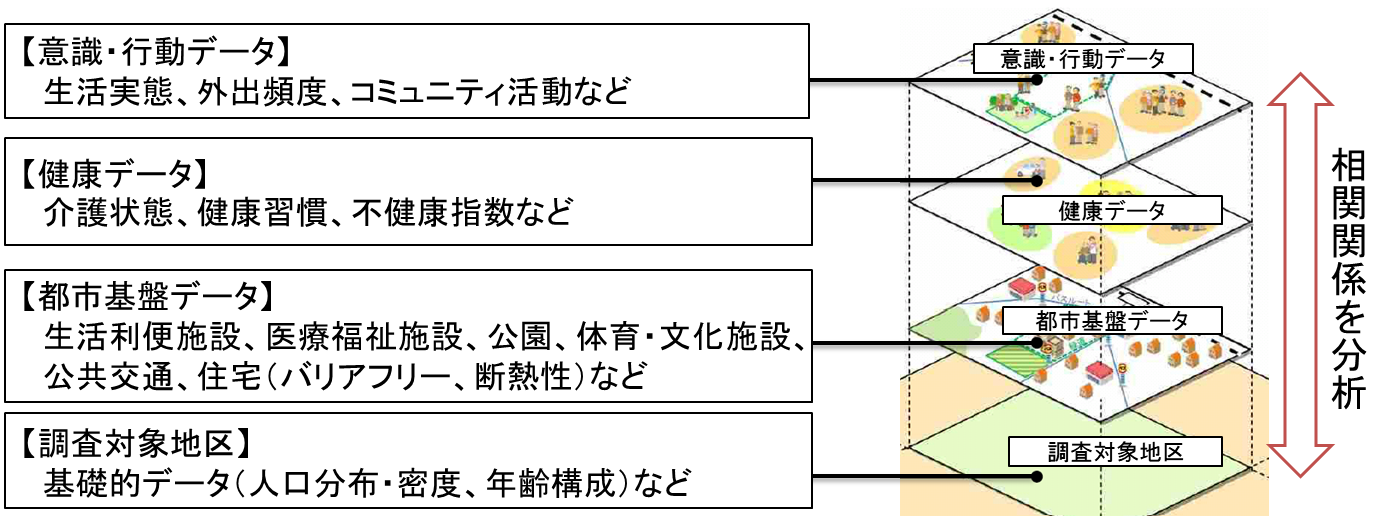 【意識・行動データ】
生活実態、外出頻度、コミュニティ活動など
【健康データ】
介護状態、健康習慣、不健康指数など
【都市基盤データ】
生活利便施設、医療福祉施設、公園、体育・文化施設、
公共交通、住宅（バリアフリー、断熱性）など
【調査対象地区】
基礎的データ（人口分布・密度、年齢構成）など
意識・行動データ
健康データ
バスルート
都市基盤データ
調査対象地区
相関関係を分析